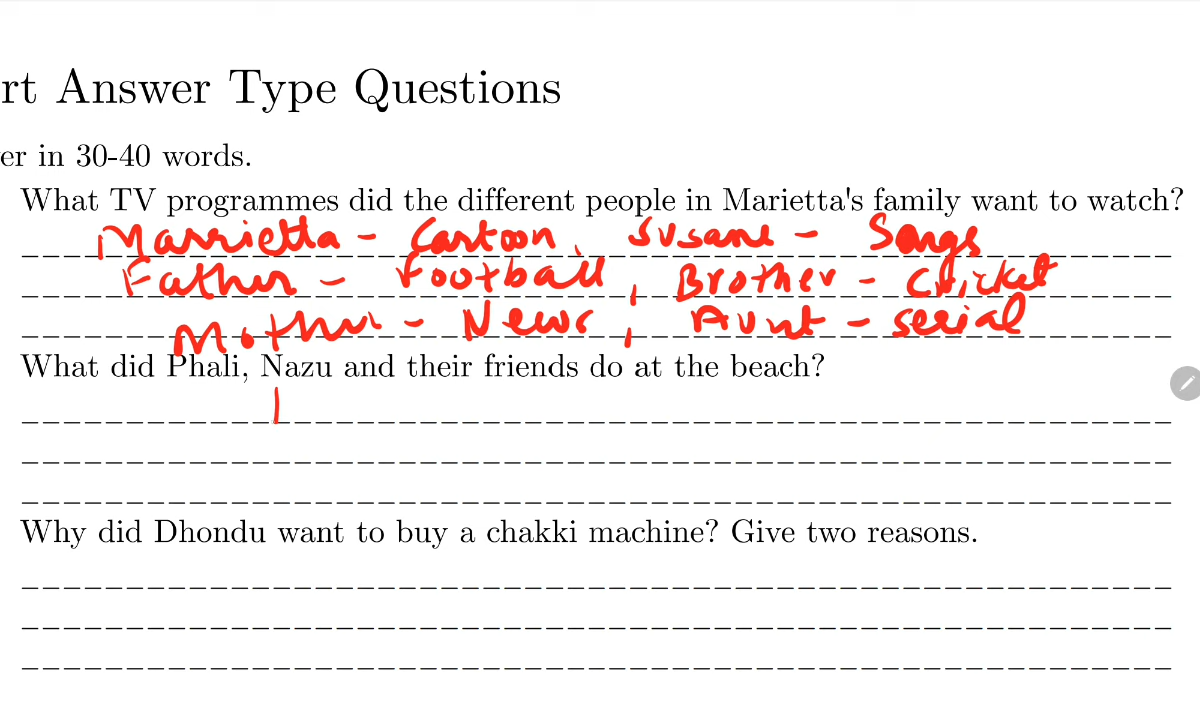 rt Answer Type Questions
er in 30-40 words.
What TV programmes did the different people in Marietta's family want to watch?
Marrietta - Cartoon, Susane - Songs
Father - Football, Brother - Cricket
Mother - News, Aunt - serial
What did Phali, Nazu and their friends do at the beach?
Why did Dhondu want to buy a chakki machine? Give two reasons.